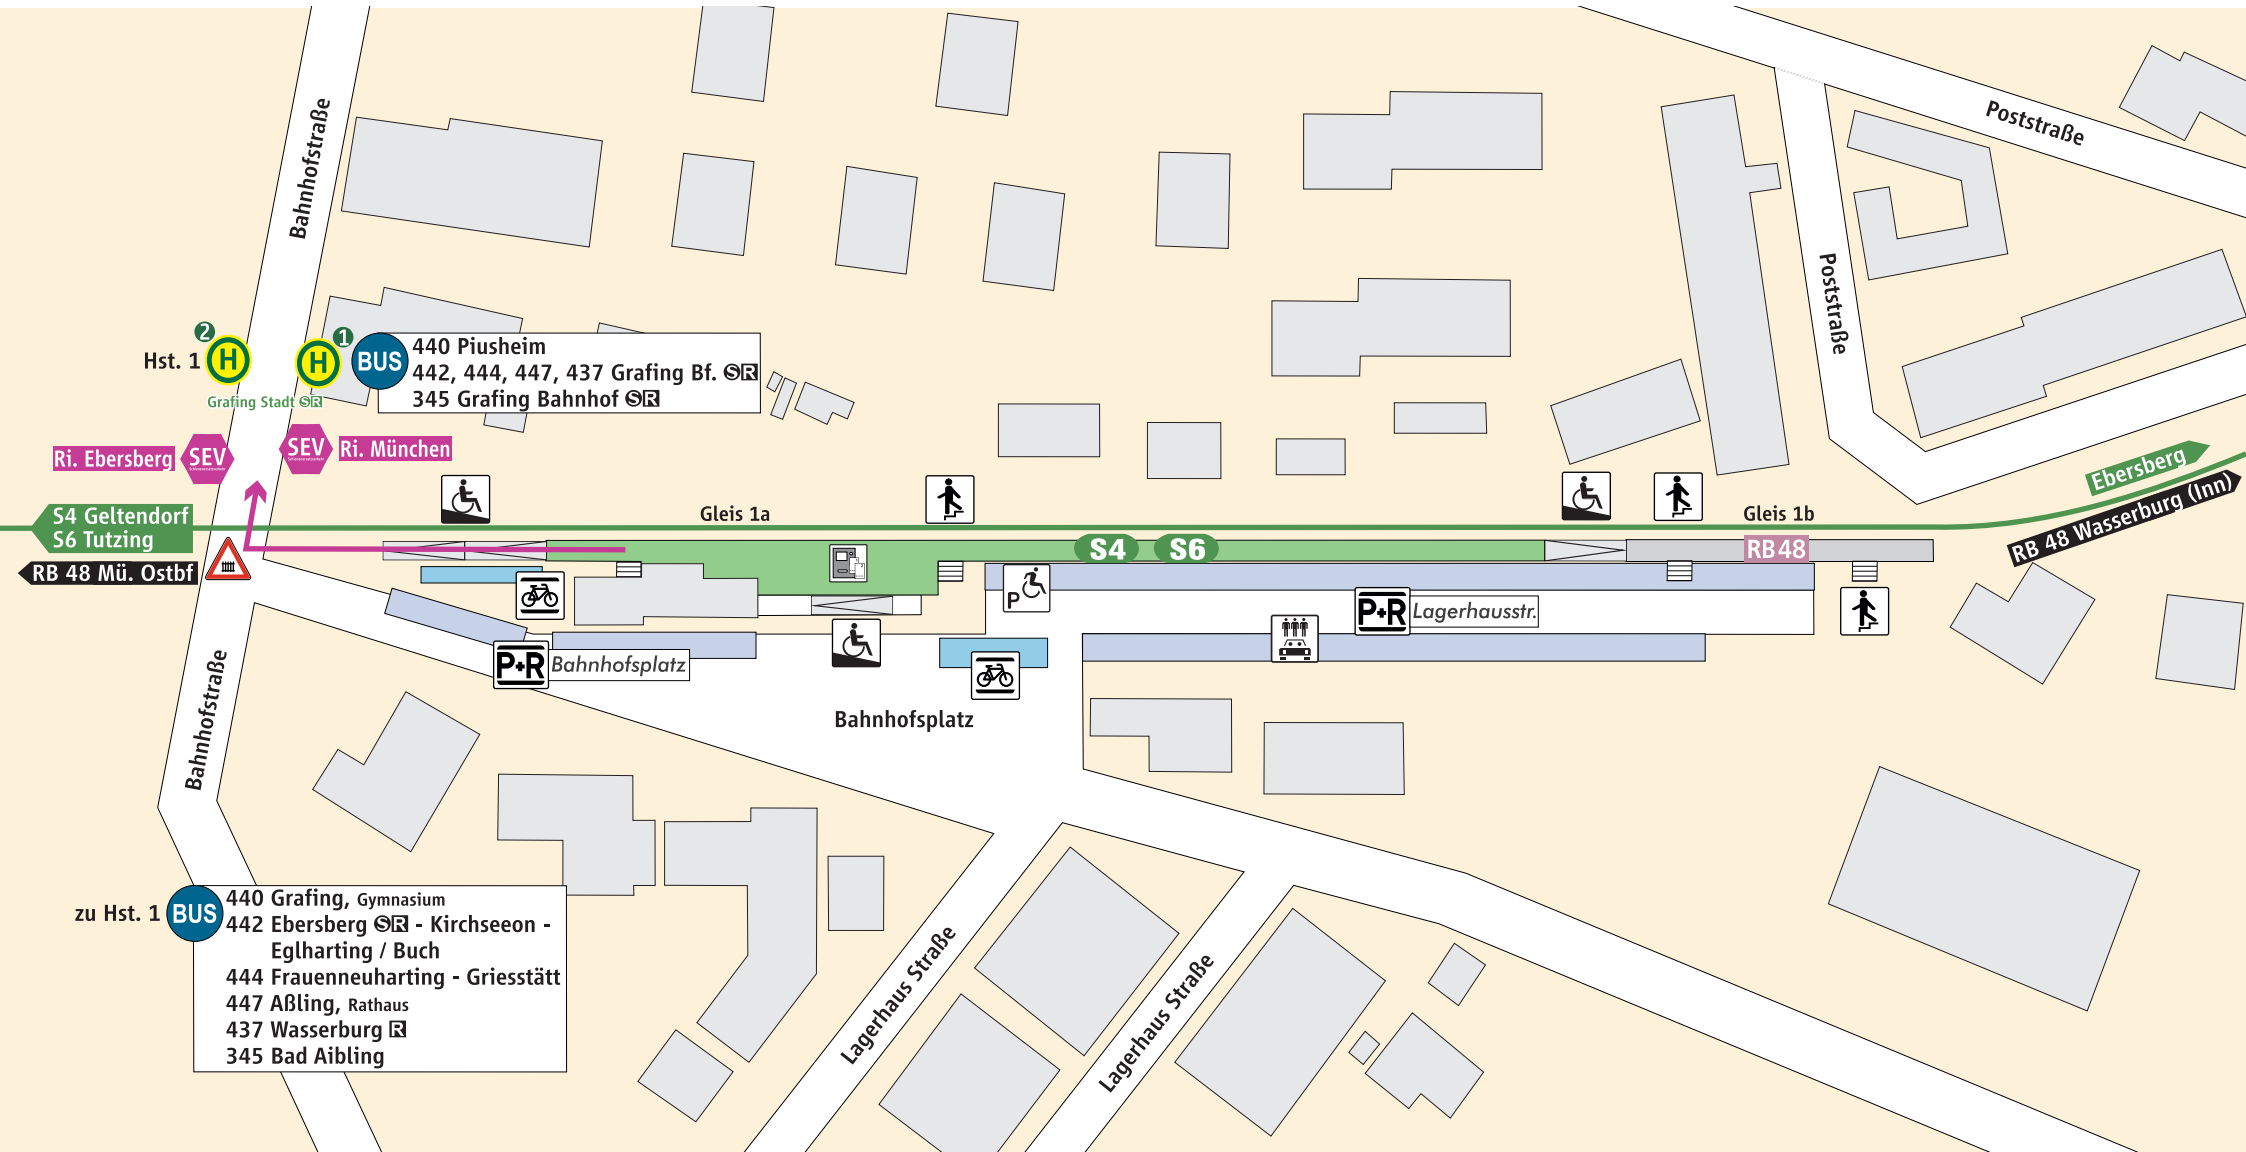 Poststraße
Bahnhofstraße
Poststraße
2
1
Hst. 1
H
H
BUS
440 Piusheim
442, 444, 447, 437 Grafing Bf. S R
345 Grafing Bahnhof S R
Grafing Stadt S R
Ri. Ebersberg
SEV
SEV
Ri. München
Ebersberg
RB 48 Wasserburg (Inn)
S4 Geltendorf
S6 Tutzing
RB 48 Mü. Ostbf
Gleis 1a
Gleis 1b
S4
S6
RB48
P
P+R Lagerhausstr.
P+R Bahnhofsplatz
Bahnhofsplatz
Bahnhofstraße
zu Hst. 1
BUS
440 Grafing, Gymnasium
442 Ebersberg S R - Kirchseeon -
Eglharting / Buch
444 Frauenneuharting - Griesstätt
447 Aßling, Rathaus
437 Wasserburg R
345 Bad Aibling
Lagerhaus Straße
Lagerhaus Straße